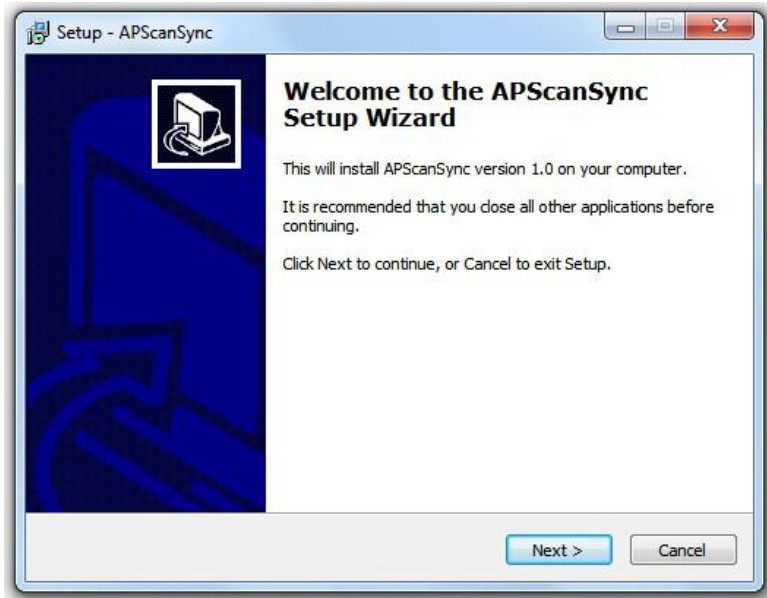 Setup - APScanSync
Welcome to the APScanSync
Setup Wizard
This will install APScanSync version 1.0 on your computer.
It is recommended that you close all other applications before
continuing.
Click Next to continue, or Cancel to exit Setup.
Next >
Cancel